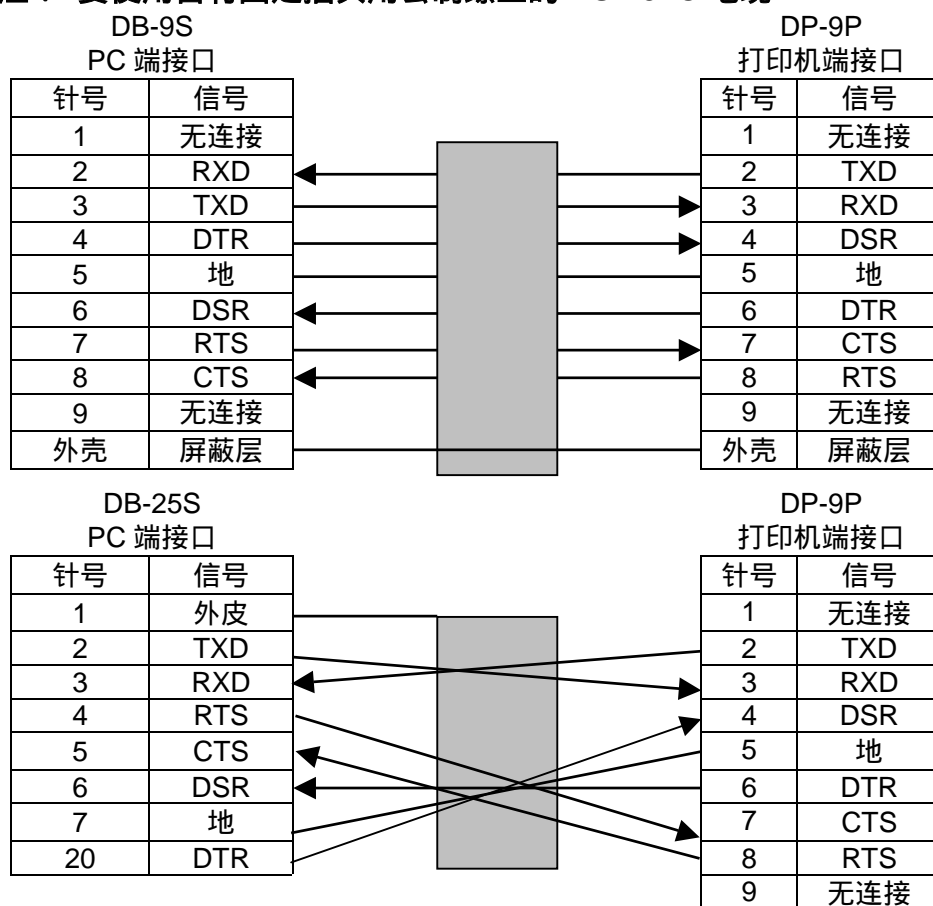 DB-9S DP-9P
PC 端接口 打印机端接口
针号 信号 针号 信号
1 无连接 1 无连接
2 RXD 2 TXD
3 TXD 3 RXD
4 DTR 4 DSR
5 地 5 地
6 DSR 6 DTR
7 RTS 7 CTS
8 CTS 8 RTS
9 无连接 9 无连接
外壳 屏蔽层 外壳 屏蔽层
DB-25S DP-9P
PC 端接口 打印机端接口
针号 信号 针号 信号
1 外皮 1 无连接
2 TXD 2 TXD
3 RXD 3 RXD
4 RTS 4 DSR
5 CTS 5 地
6 DSR 6 DTR
7 地 7 CTS
20 DTR 8 RTS
9 无连接